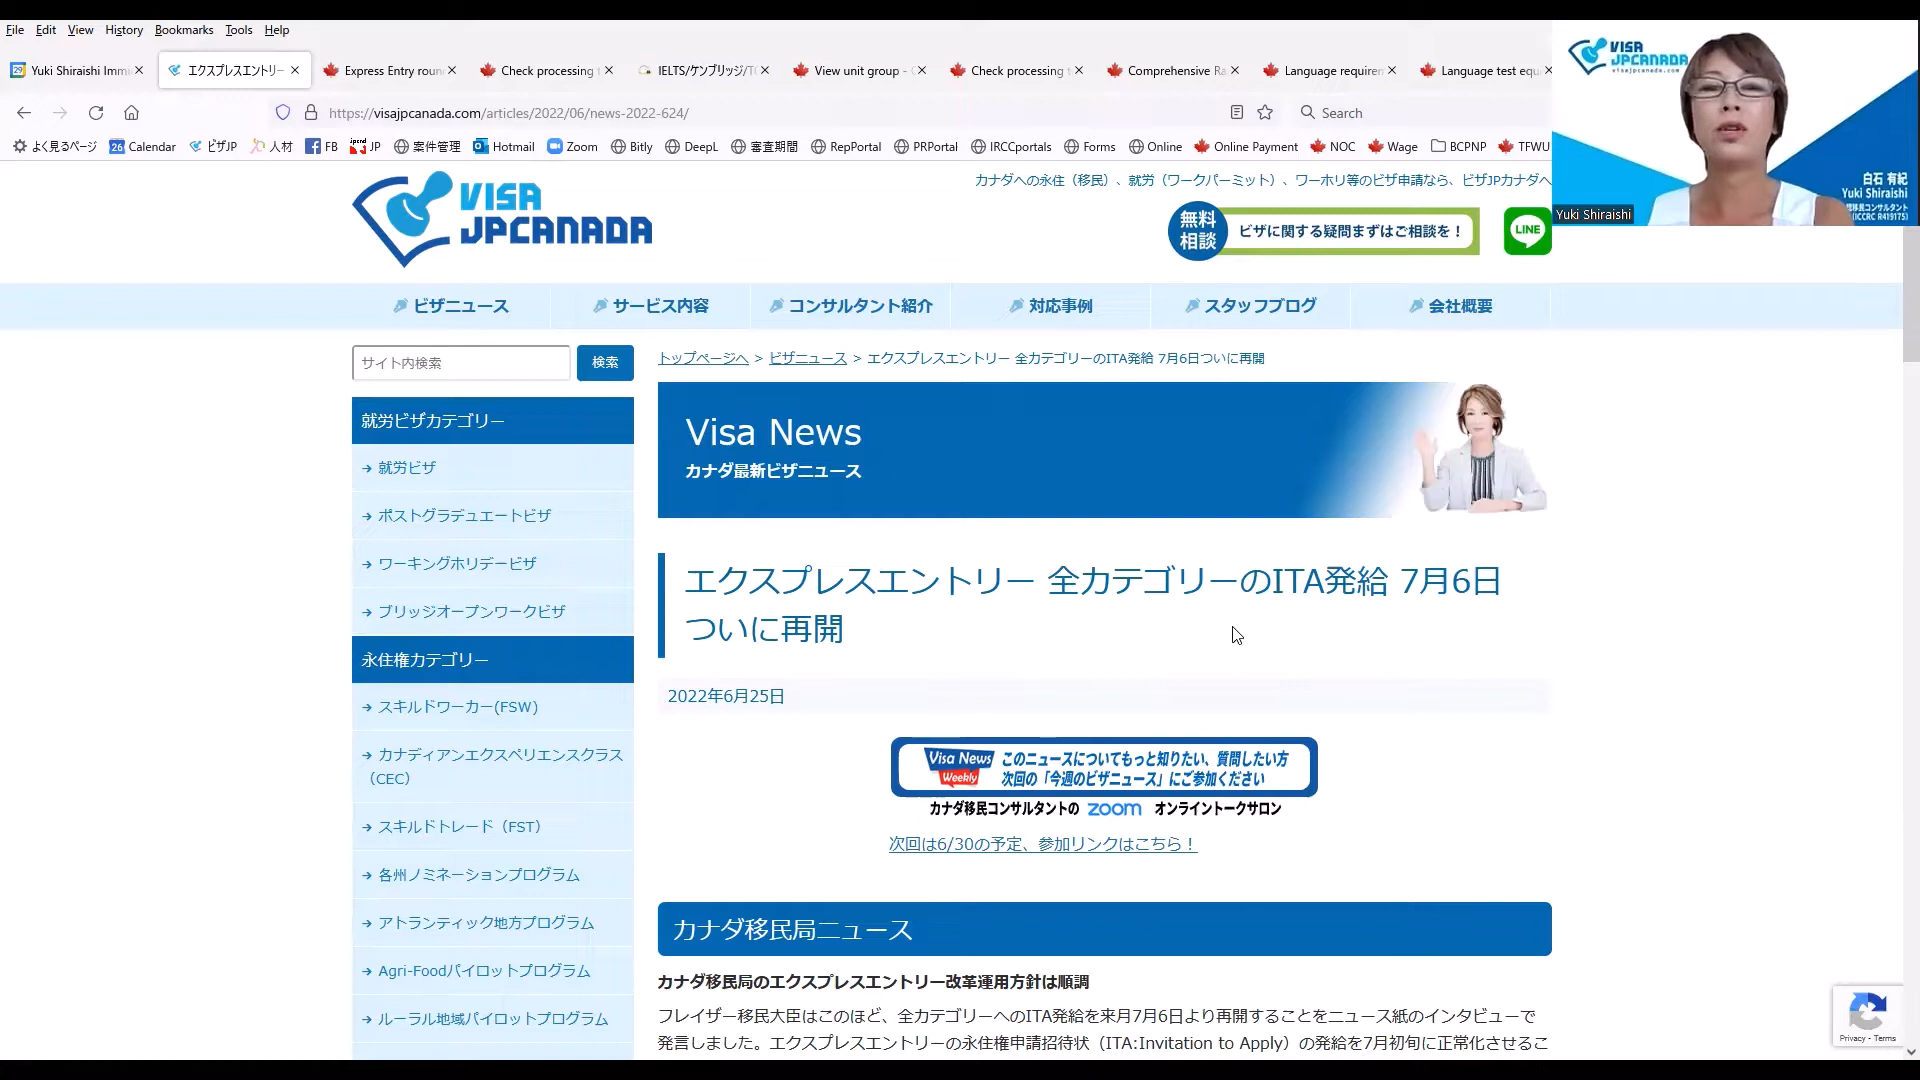 File Edit View History Bookmarks Tools Help
Yuki Shiraishi Immi
エクスプレスエントリー
Express Entry roun
Check processing t
IELTS/ケンブリッジ/T
View unit group -
Check processing t
Comprehensive Ra
Language requirem
Language test equ
https://visajpcanada.com/articles/2022/06/news-2022-624/
Search
よく見るページ Calendar ビザJP 人材 FB JP 案件管理 Hotmail Zoom Bitly DeepL 審査期間 RepPortal PRPortal IRCCportals Forms Online Online Payment NOC Wage BCPNP TFWU
VISA
JPCANADA
visajpcanada.com
白石 有紀
Yuki Shiraishi
移民コンサルタント
(ICCRC R419175)
Yuki Shiraishi
VISA
JPCANADA
カナダへの永住（移民）、就労（ワークパーミット）、ワーホリ等のビザ申請なら、ビザJPカナダへ
無料
相談
ビザに関する疑問まずはご相談を！
LINE
ビザニュース サービス内容 コンサルタント紹介 対応事例 スタッフブログ 会社概要
サイト内検索 検索
トップページへ > ビザニュース > エクスプレスエントリー 全カテゴリーのITA発給 7月6日ついに再開
就労ビザカテゴリー
→ 就労ビザ
→ ポストグラデュエートビザ
→ ワーキングホリデービザ
→ ブリッジオープンワークビザ
永住権カテゴリー
→ スキルドワーカー(FSW)
→ カナディアンエクスペリエンスクラス
（CEC）
→ スキルドトレード（FST）
→ 各州ノミネーションプログラム
→ アトランティック地方プログラム
→ Agri-Foodパイロットプログラム
→ ルーラル地域パイロットプログラム
Visa News
カナダ最新ビザニュース
エクスプレスエントリー 全カテゴリーのITA発給 7月6日
ついに再開
2022年6月25日
Visa News
Weekly
このニュースについてもっと知りたい、質問したい方
次回の「今週のビザニュース」にご参加ください
カナダ移民コンサルタントの zoom オンライントークサロン
次回は6/30の予定、参加リンクはこちら！
カナダ移民局ニュース
カナダ移民局のエクスプレスエントリー改革運用方針は順調
フレイザー移民大臣はこのほど、全カテゴリーへのITA発給を来月7月6日より再開することをニュース紙のインタビューで
発言しました。エクスプレスエントリーの永住権申請招待状（ITA:Invitation to Apply）の発給を7月初旬に正常化させるこ
Privacy - Terms